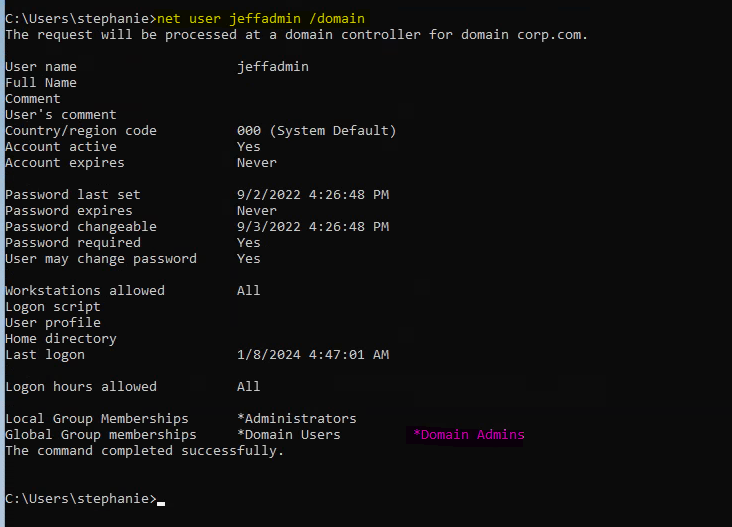 C:\Users\stephanie>net user jeffadmin /domain
The request will be processed at a domain controller for domain corp.com.
User name                    jeffadmin
Full Name
Comment
User's comment
Country/region code          000 (System Default)
Account active               Yes
Account expires              Never
Password last set            9/2/2022 4:26:48 PM
Password expires             Never
Password changeable          9/3/2022 4:26:48 PM
Password required            Yes
User may change password     Yes
Workstations allowed         All
Logon script
User profile
Home directory
Last logon                   1/8/2024 4:47:01 AM
Logon hours allowed          All
Local Group Memberships      *Administrators
Global Group memberships     *Domain Users         *Domain Admins
The command completed successfully.
C:\Users\stephanie>